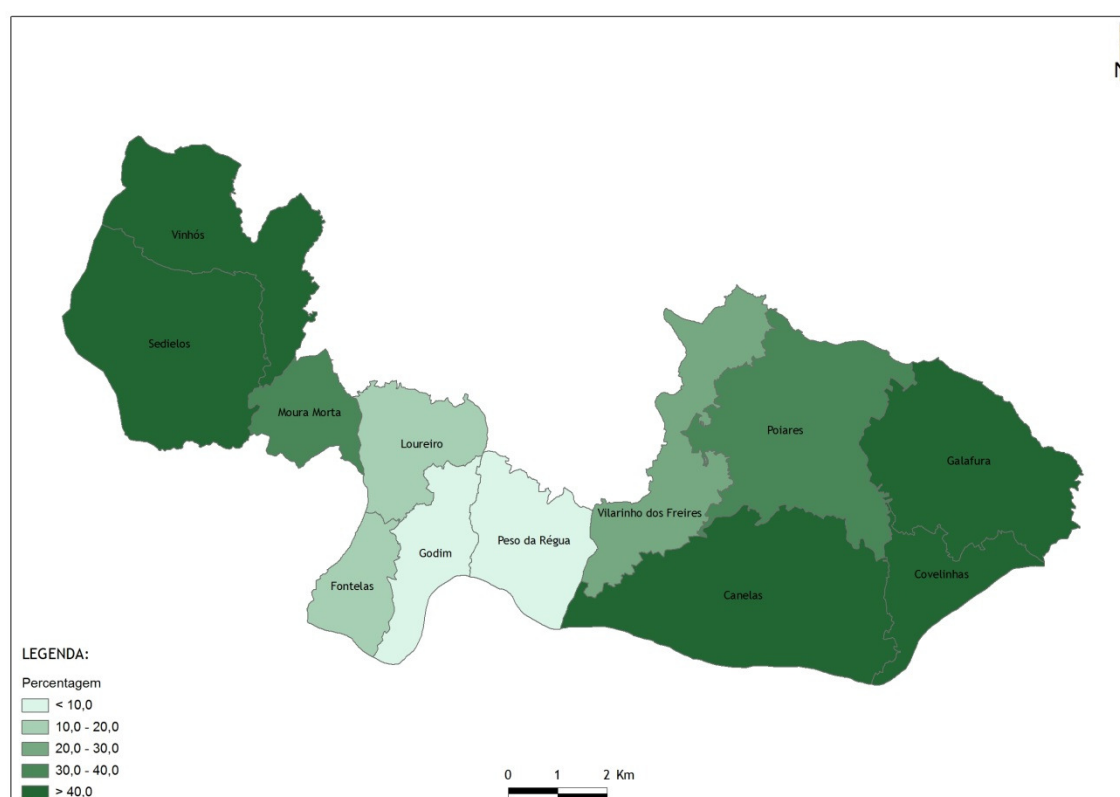 N
Vinhós
Sedielos
Moura Morta
Loureiro
Poiares
Galafura
Vilarinho dos Freires
Peso da Régua
Godim
Fontelas
Covelinhas
Canelas
LEGENDA:
Percentagem
< 10,0
10,0 - 20,0
20,0 - 30,0
30,0 - 40,0
> 40,0
0 1 2 Km